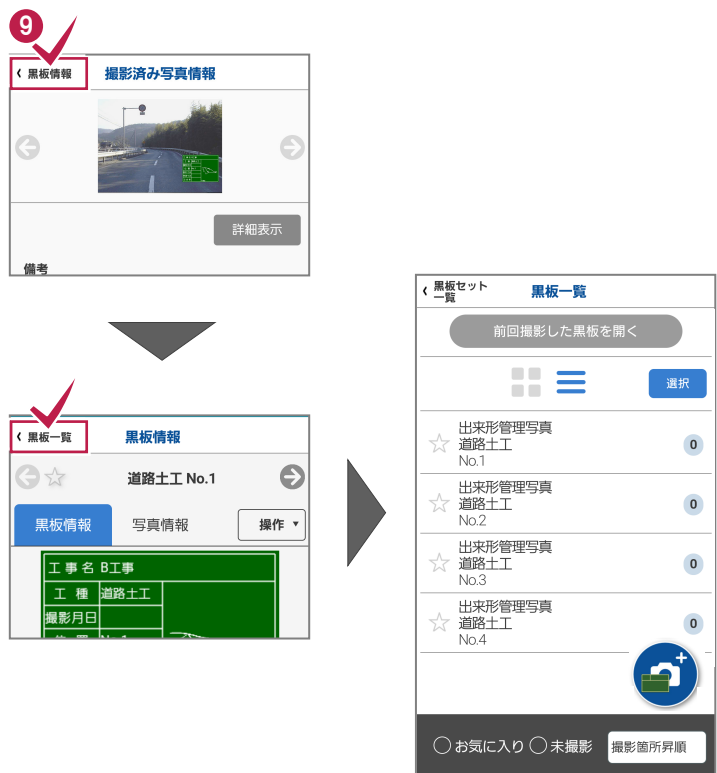 9
黒板情報
撮影済み写真情報
詳細表示
備考
黒板一覧
黒板情報
道路土工 No.1
黒板情報
写真情報
操作 ▼
工事名 B工事
工 種 道路土工
撮影月日
黒板セット
一覧
黒板一覧
前回撮影した黒板を開く
選択
出来形管理写真
道路土工
No.1
0
出来形管理写真
道路土工
No.2
0
出来形管理写真
道路土工
No.3
0
出来形管理写真
道路土工
No.4
0
お気に入り
未撮影
撮影箇所昇順